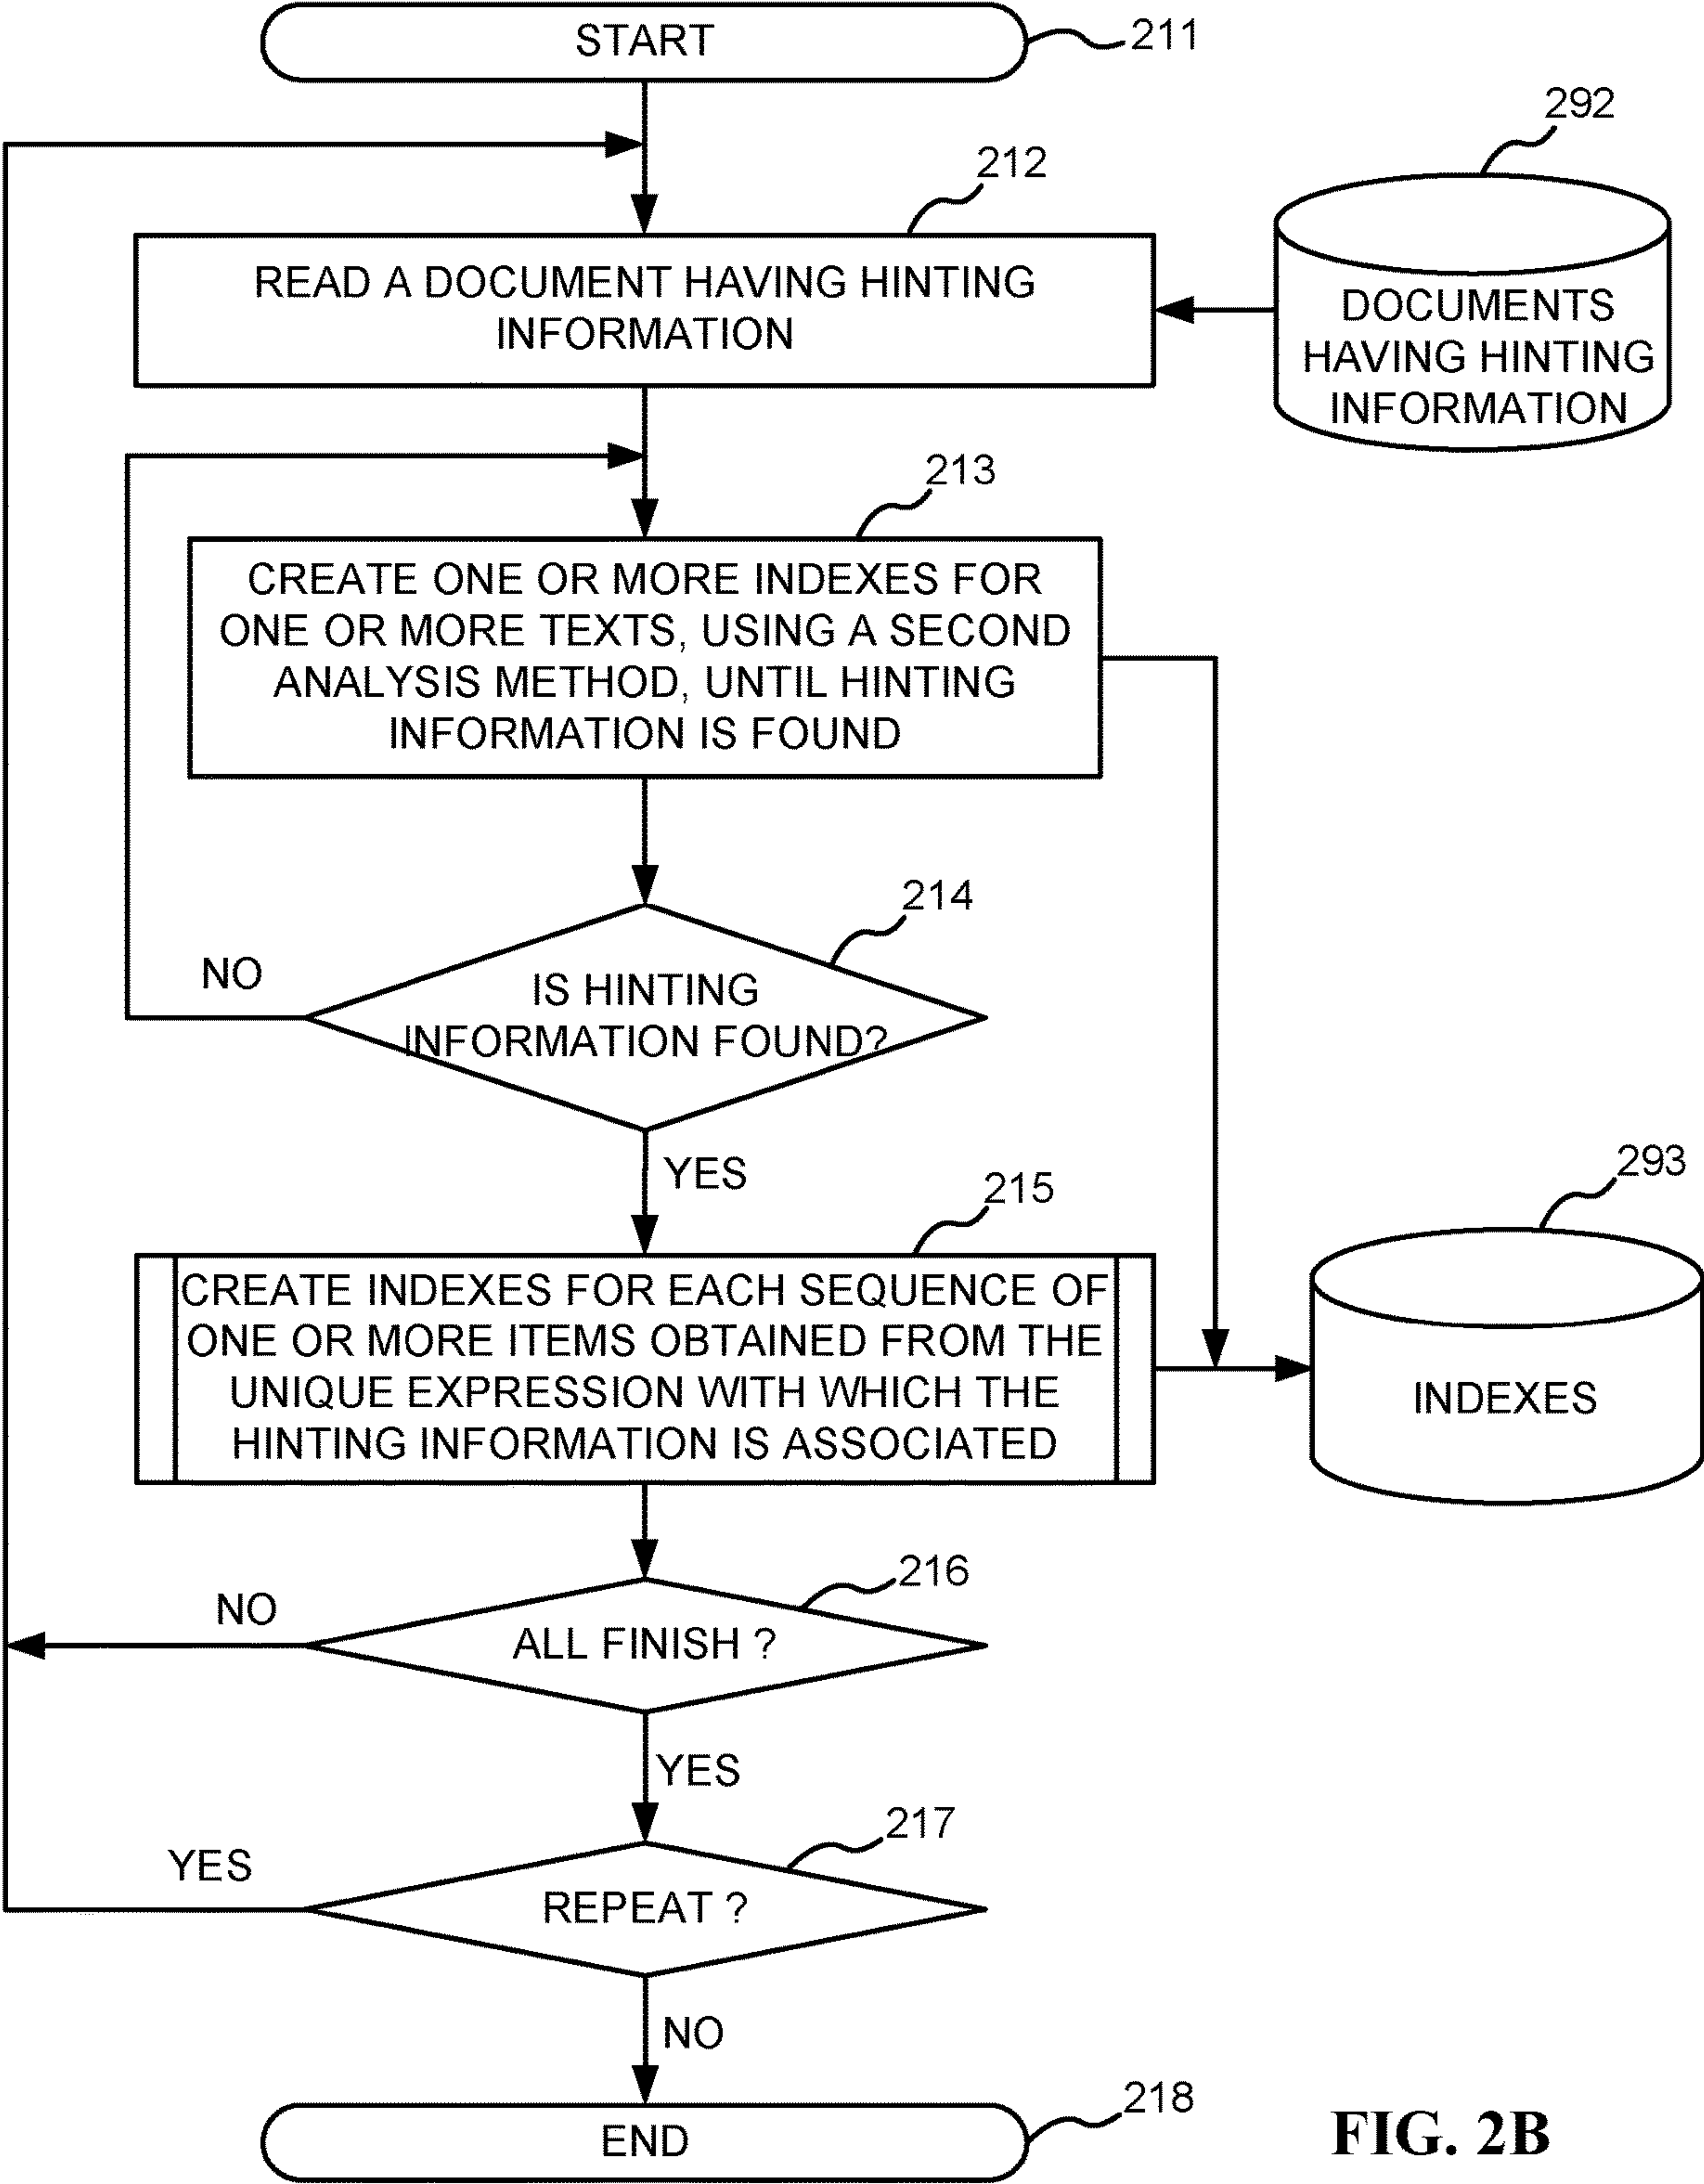 START
211
292
212
READ A DOCUMENT HAVING HINTING
INFORMATION
DOCUMENTS
HAVING HINTING
INFORMATION
213
CREATE ONE OR MORE INDEXES FOR
ONE OR MORE TEXTS, USING A SECOND
ANALYSIS METHOD, UNTIL HINTING
INFORMATION IS FOUND
214
NO
IS HINTING
INFORMATION FOUND?
YES
293
215
CREATE INDEXES FOR EACH SEQUENCE OF
ONE OR MORE ITEMS OBTAINED FROM THE
UNIQUE EXPRESSION WITH WHICH THE
HINTING INFORMATION IS ASSOCIATED
INDEXES
216
NO
ALL FINISH ?
YES
217
YES
REPEAT ?
NO
218
END
FIG. 2B